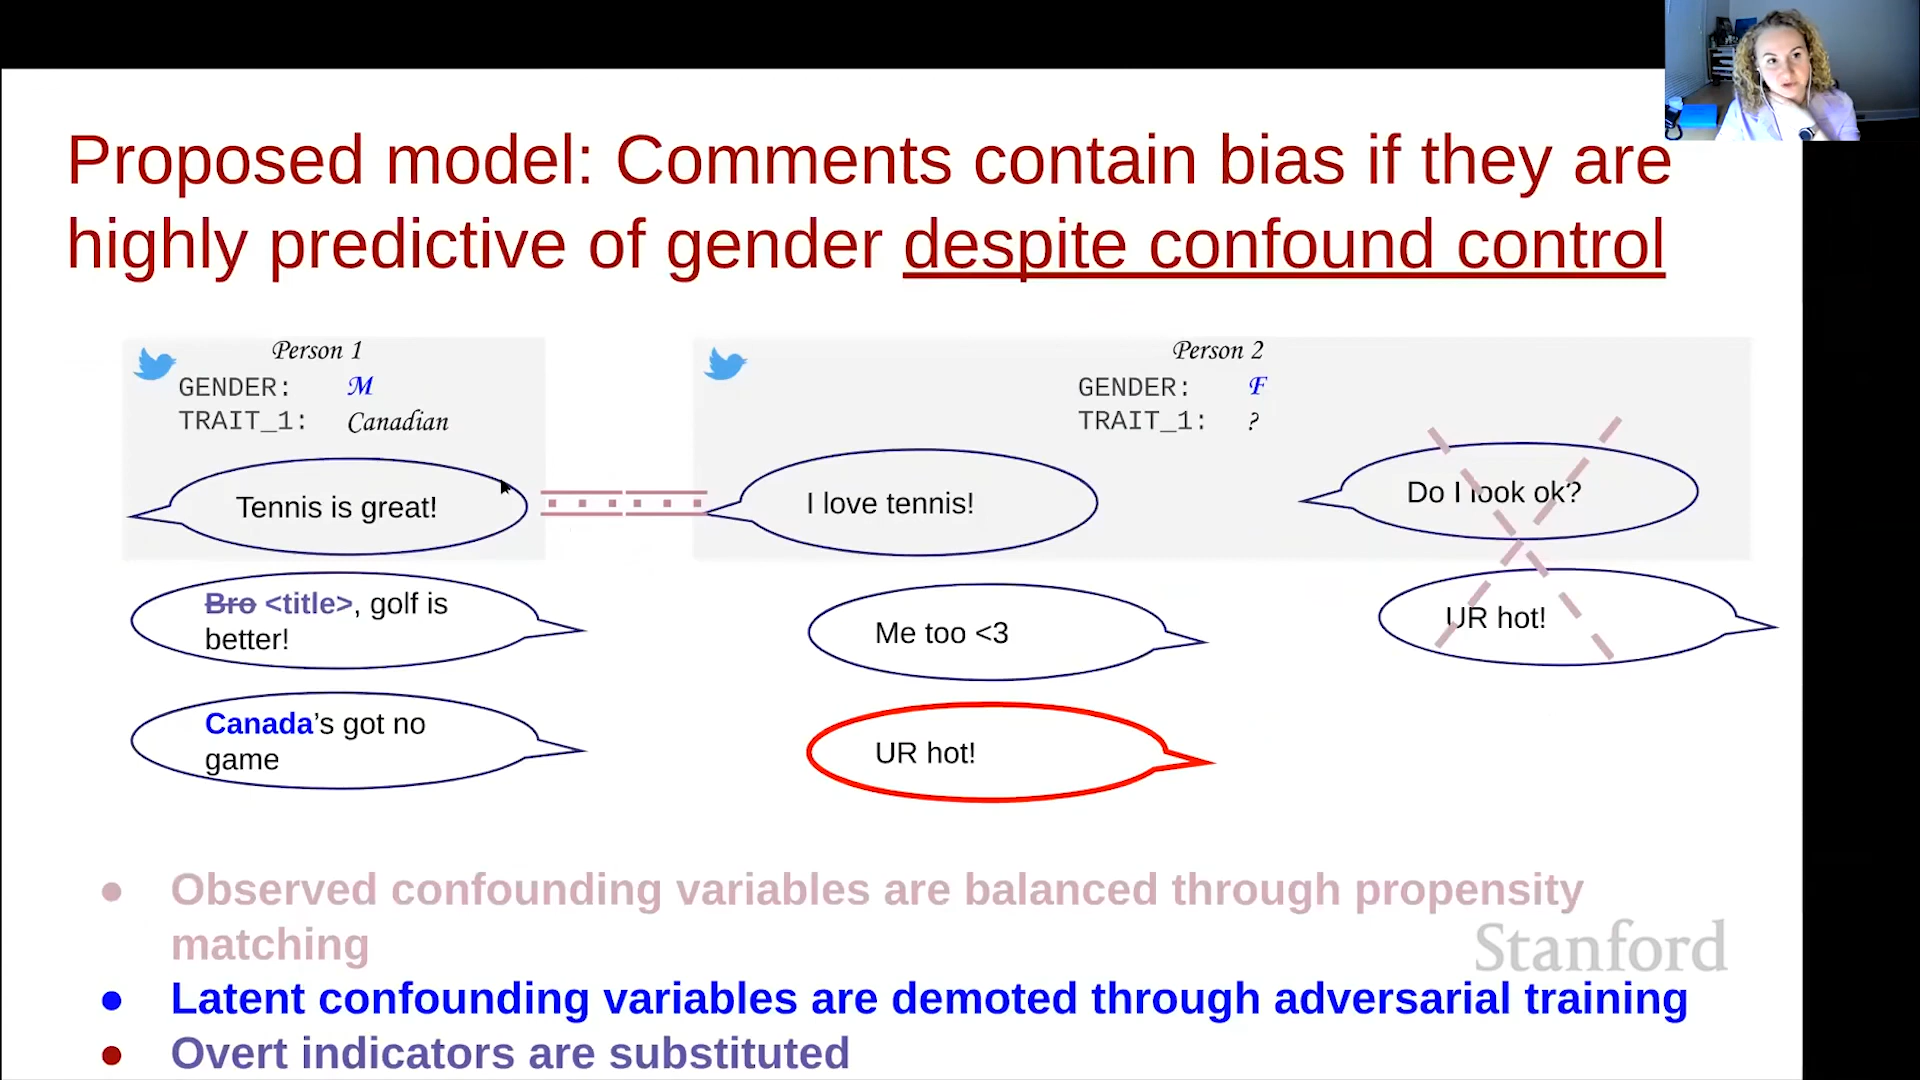 Proposed model: Comments contain bias if they are
highly predictive of gender despite confound control
Person 1
GENDER: M
TRAIT_1: Canadian
Tennis is great!
Bro <title>, golf is
better!
Canada's got no
game
Person 2
GENDER: F
TRAIT_1: ?
I love tennis!
Me too <3
UR hot!
Do I look ok?
UR hot!
● Observed confounding variables are balanced through propensity
matching
● Latent confounding variables are demoted through adversarial training
● Overt indicators are substituted
Stanford